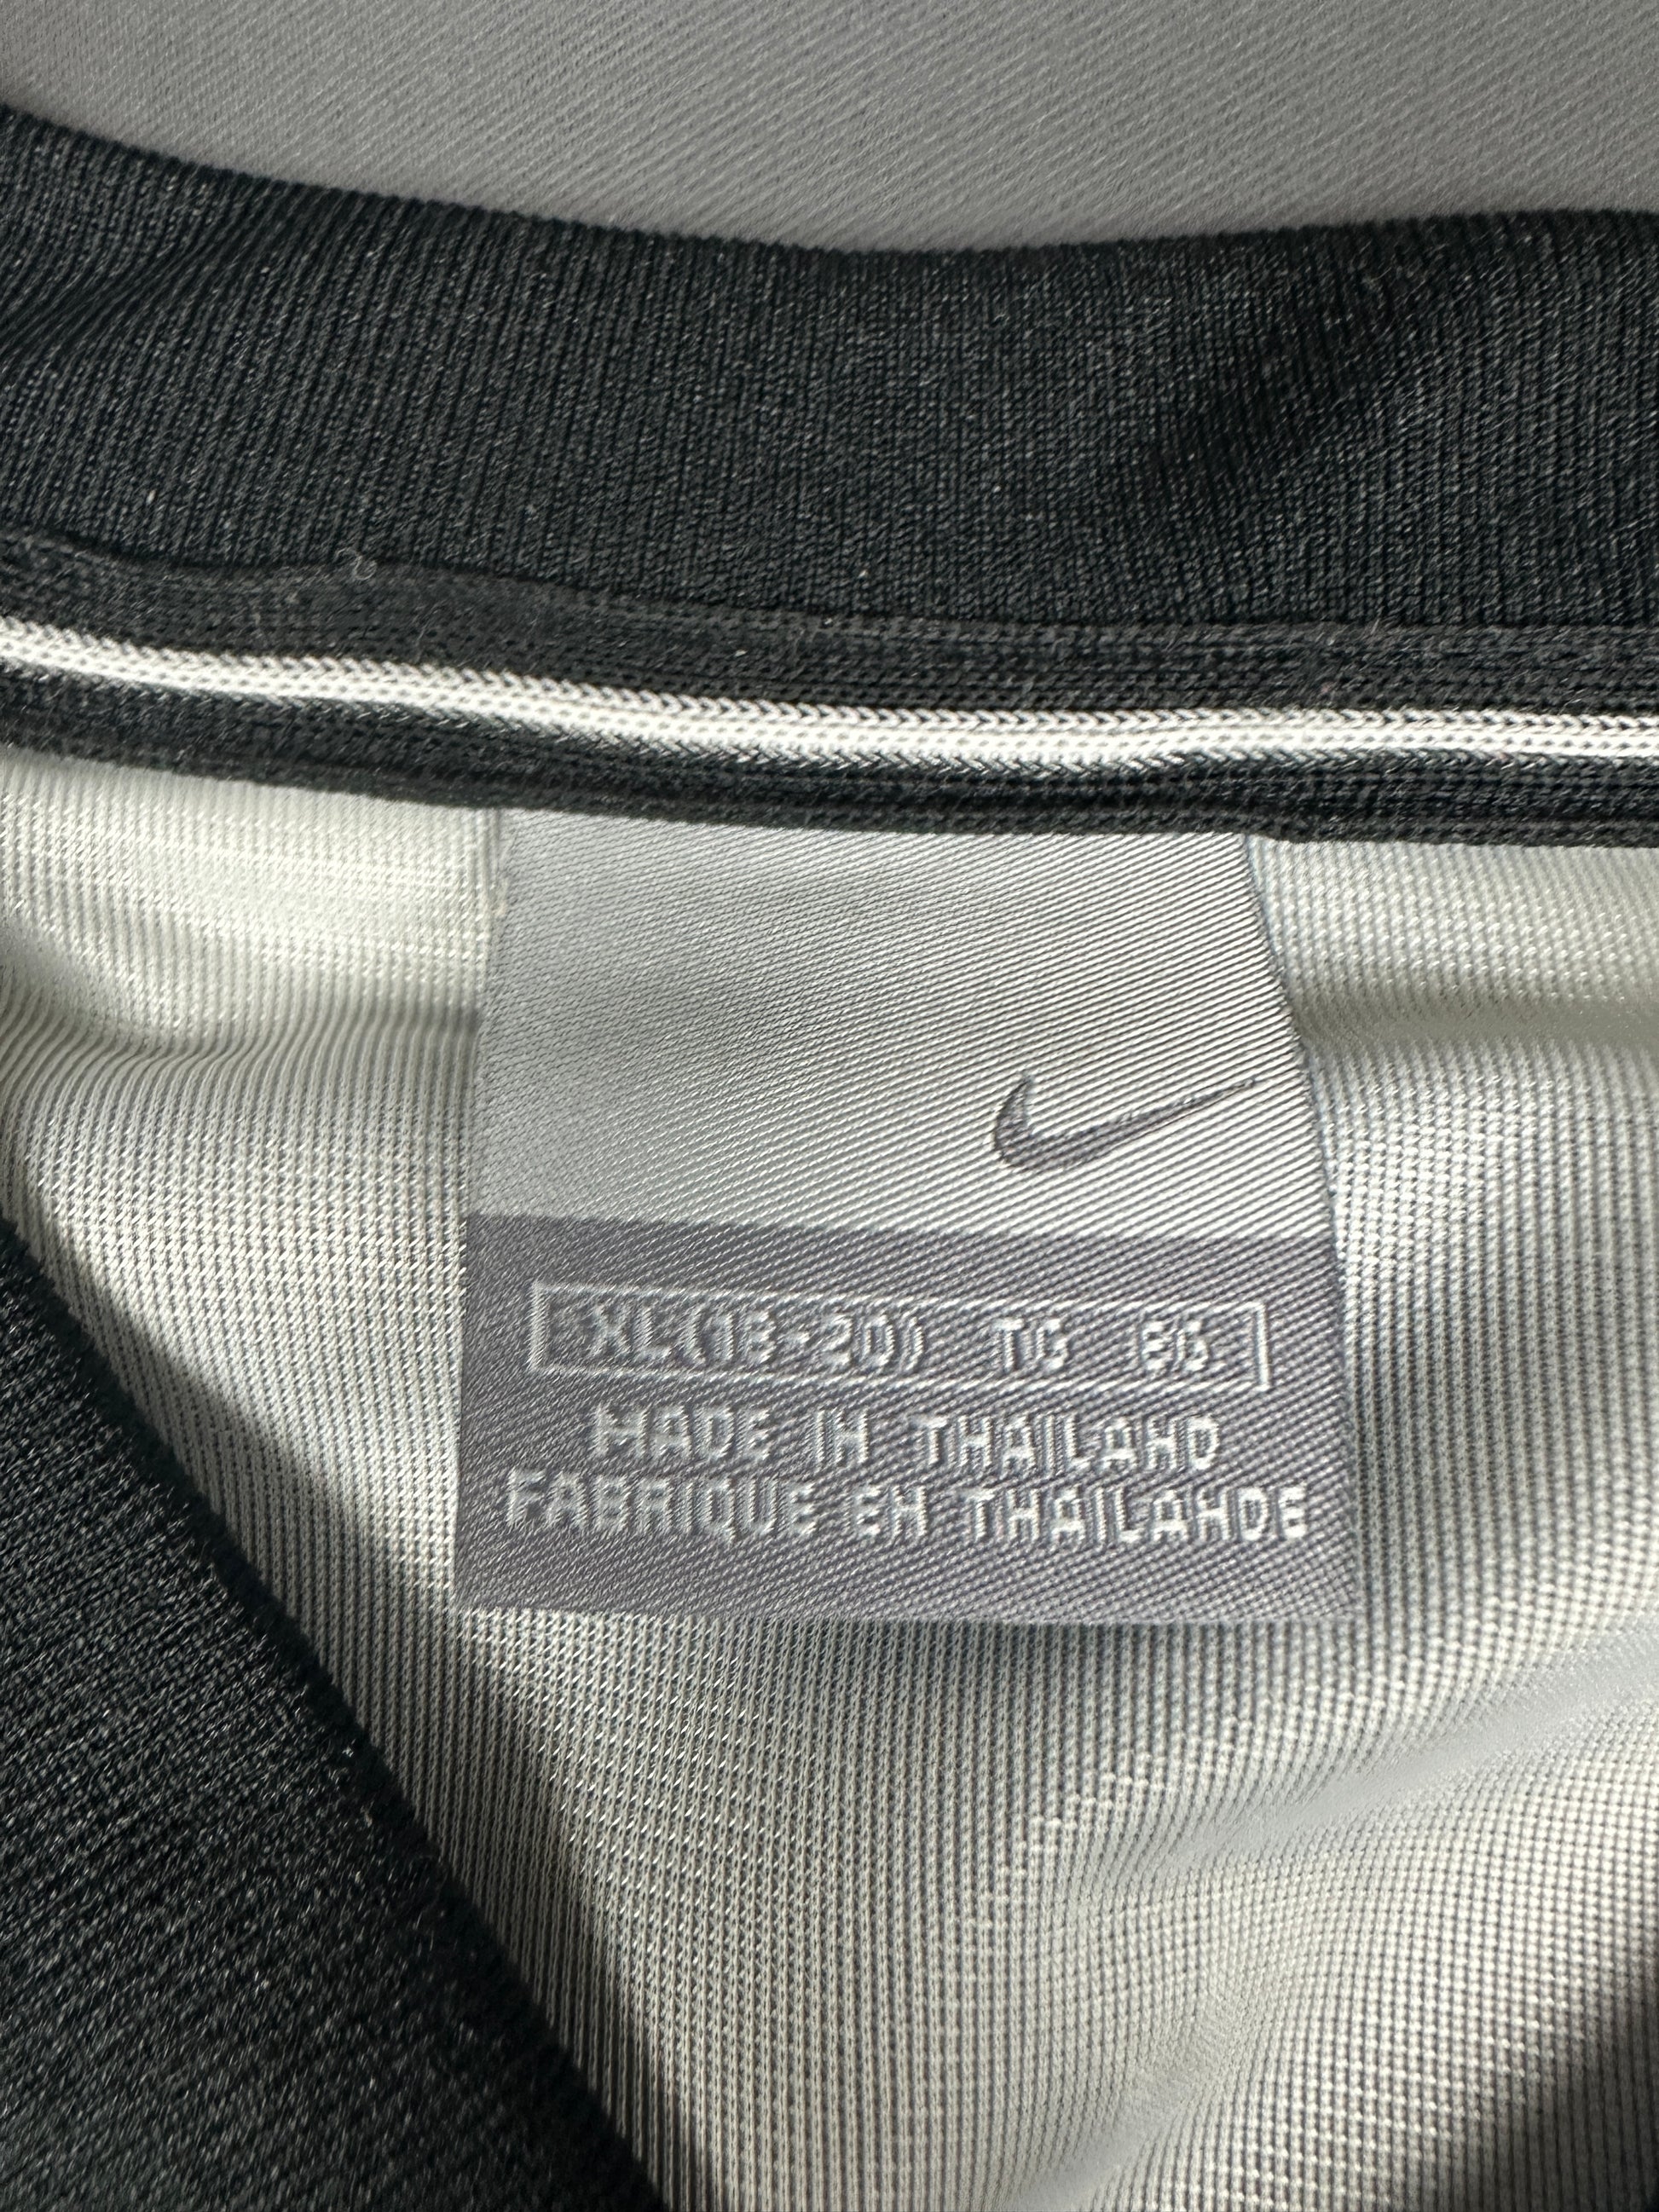 XL(18-20) TG EG
MADE IN THAILAND
FABRIQUE EN THAILANDE